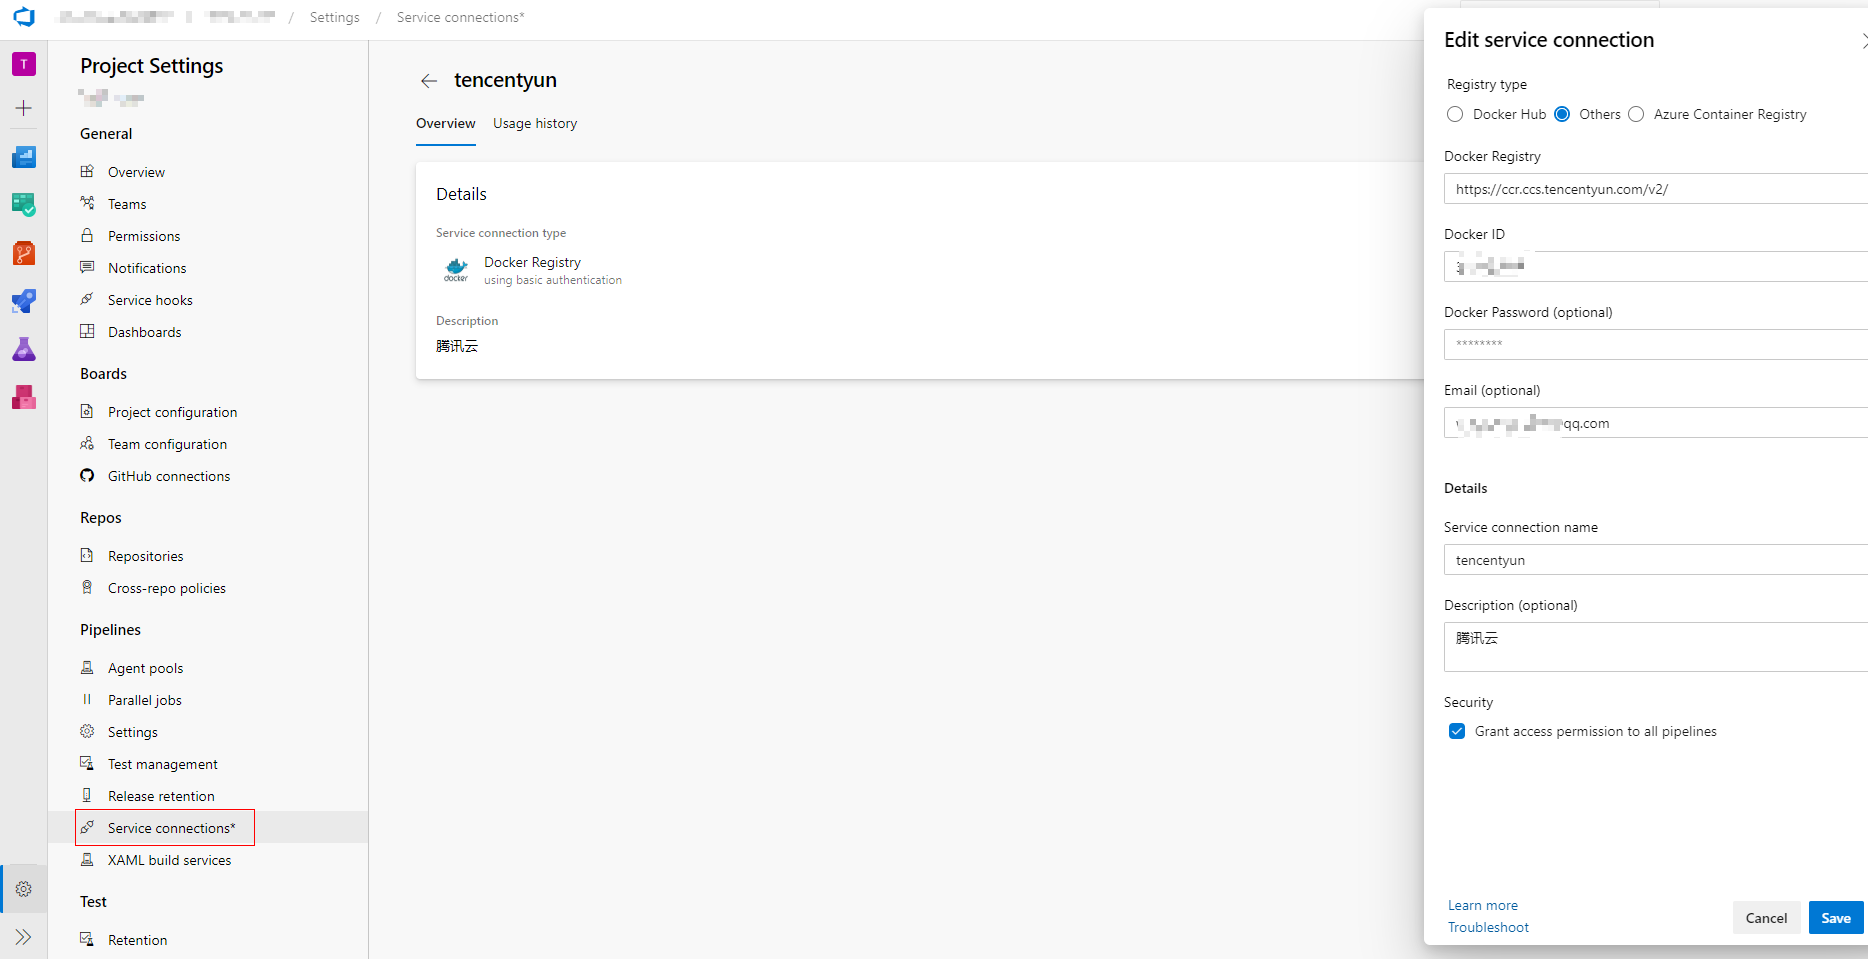 / Settings / Service connections*
T
Project Settings
General
Overview
Teams
Permissions
Notifications
Service hooks
Dashboards
Boards
Project configuration
Team configuration
GitHub connections
Repos
Repositories
Cross-repo policies
Pipelines
Agent pools
Parallel jobs
Settings
Test management
Release retention
Service connections*
XAML build services
Test
Retention
tencentyun
Overview Usage history
Details
Service connection type
docker
Docker Registry
using basic authentication
Description
腾讯云
Edit service connection
Registry type
Docker Hub Others Azure Container Registry
Docker Registry
https://ccr.ccs.tencentyun.com/v2/
Docker ID
Docker Password (optional)
********
Email (optional)
qq.com
Details
Service connection name
tencentyun
Description (optional)
腾讯云
Security
Grant access permission to all pipelines
Learn more
Troubleshoot
Cancel Save